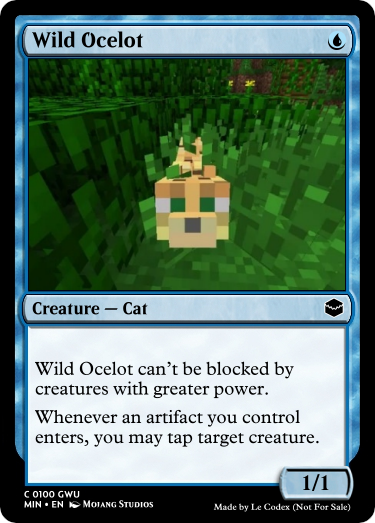 Wild Ocelot
Creature — Cat
Wild Ocelot can't be blocked by
creatures with greater power.
Whenever an artifact you control
enters, you may tap target creature.
1/1
C 0100 GWU
MIN • EN Mojang Studios
Made by Le Codex (Not For Sale)